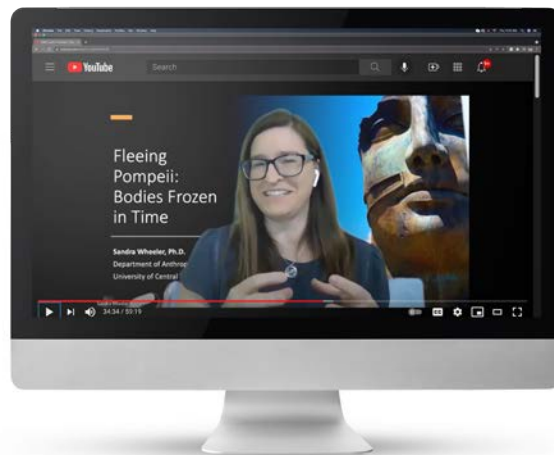 YouTube
Search
Fleeing
Pompeii:
Bodies Frozen
in Time
Sandra Wheeler, Ph.D.
Department of Anthrop
University of Central
34:34 / 59:19
CC